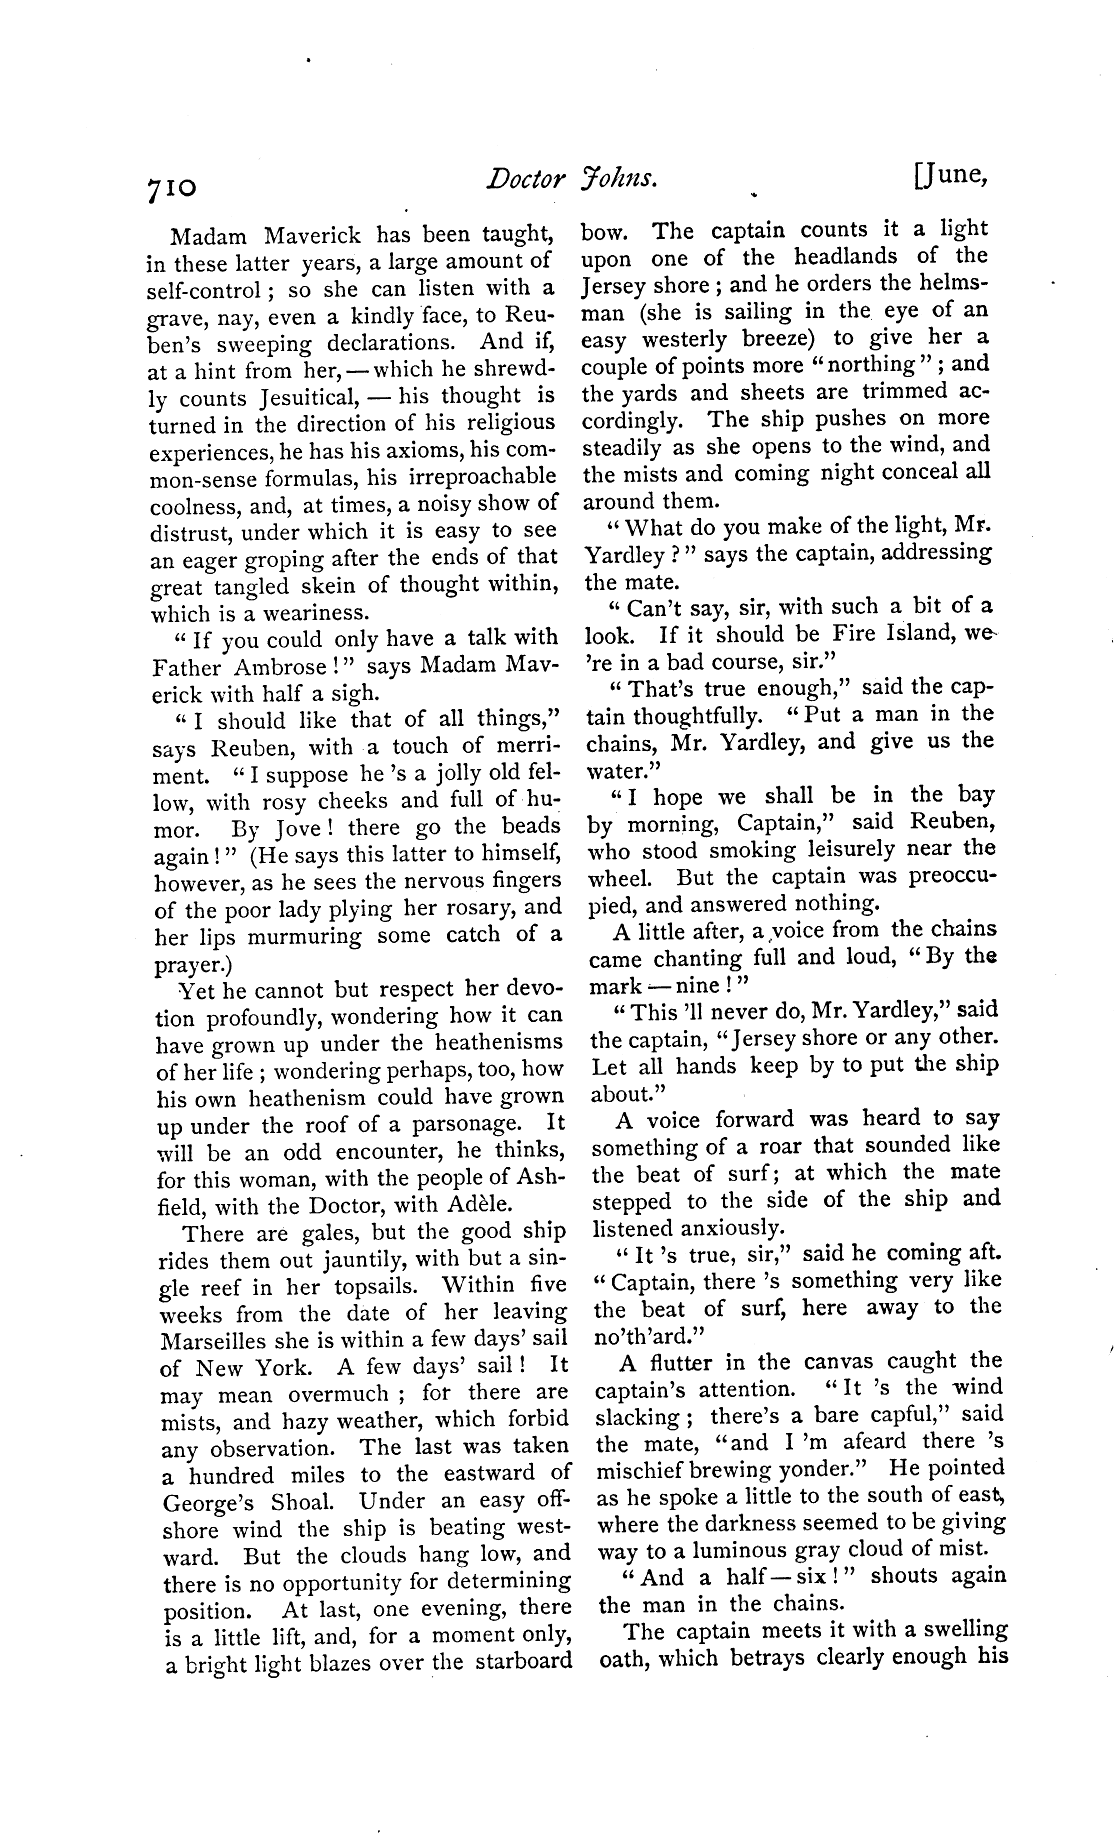 710
Doctor Johns.
[June,
Madam Maverick has been taught,
in these latter years, a large amount of
self-control ; so she can listen with a
grave, nay, even a kindly face, to Reu-
ben's sweeping declarations. And if,
at a hint from her, — which he shrewd-
ly counts Jesuitical, — his thought is
turned in the direction of his religious
experiences, he has his axioms, his com-
mon-sense formulas, his irreproachable
coolness, and, at times, a noisy show of
distrust, under which it is easy to see
an eager groping after the ends of that
great tangled skein of thought within,
which is a weariness.
" If you could only have a talk with
Father Ambrose ! " says Madam Mav-
erick with half a sigh.
" I should like that of all things,"
says Reuben, with a touch of merri-
ment. " I suppose he 's a jolly old fel-
low, with rosy cheeks and full of hu-
mor. By Jove ! there go the beads
again ! " (He says this latter to himself,
however, as he sees the nervous fingers
of the poor lady plying her rosary, and
her lips murmuring some catch of a
prayer.)
Yet he cannot but respect her devo-
tion profoundly, wondering how it can
have grown up under the heathenisms
of her life ; wondering perhaps, too, how
his own heathenism could have grown
up under the roof of a parsonage. It
will be an odd encounter, he thinks,
for this woman, with the people of Ash-
field, with the Doctor, with Adèle.
There are gales, but the good ship
rides them out jauntily, with but a sin-
gle reef in her topsails. Within five
weeks from the date of her leaving
Marseilles she is within a few days' sail
of New York. A few days' sail ! It
may mean overmuch ; for there are
mists, and hazy weather, which forbid
any observation. The last was taken
a hundred miles to the eastward of
George's Shoal. Under an easy off-
shore wind the ship is beating west-
ward. But the clouds hang low, and
there is no opportunity for determining
position. At last, one evening, there
is a little lift, and, for a moment only,
a bright light blazes over the starboard
bow. The captain counts it a light
upon one of the headlands of the
Jersey shore ; and he orders the helms-
man (she is sailing in the eye of an
easy westerly breeze) to give her a
couple of points more " northing " ; and
the yards and sheets are trimmed ac-
cordingly. The ship pushes on more
steadily as she opens to the wind, and
the mists and coming night conceal all
around them.
" What do you make of the light, Mr.
Yardley ? " says the captain, addressing
the mate.
" Can't say, sir, with such a bit of a
look. If it should be Fire Island, we-
're in a bad course, sir."
" That's true enough," said the cap-
tain thoughtfully. " Put a man in the
chains, Mr. Yardley, and give us the
water."
" I hope we shall be in the bay
by morning, Captain," said Reuben,
who stood smoking leisurely near the
wheel. But the captain was preoccu-
pied, and answered nothing.
A little after, a voice from the chains
came chanting full and loud, " By the
mark — nine ! "
" This 'll never do, Mr. Yardley," said
the captain, " Jersey shore or any other.
Let all hands keep by to put the ship
about."
A voice forward was heard to say
something of a roar that sounded like
the beat of surf ; at which the mate
stepped to the side of the ship and
listened anxiously.
" It 's true, sir," said he coming aft.
" Captain, there 's something very like
the beat of surf, here away to the
no'th'ard."
A flutter in the canvas caught the
captain's attention. " It 's the wind
slacking ; there's a bare capful," said
the mate, " and I 'm afeard there 's
mischief brewing yonder." He pointed
as he spoke a little to the south of east,
where the darkness seemed to be giving
way to a luminous gray cloud of mist.
" And a half — six ! " shouts again
the man in the chains.
The captain meets it with a swelling
oath, which betrays clearly enough his